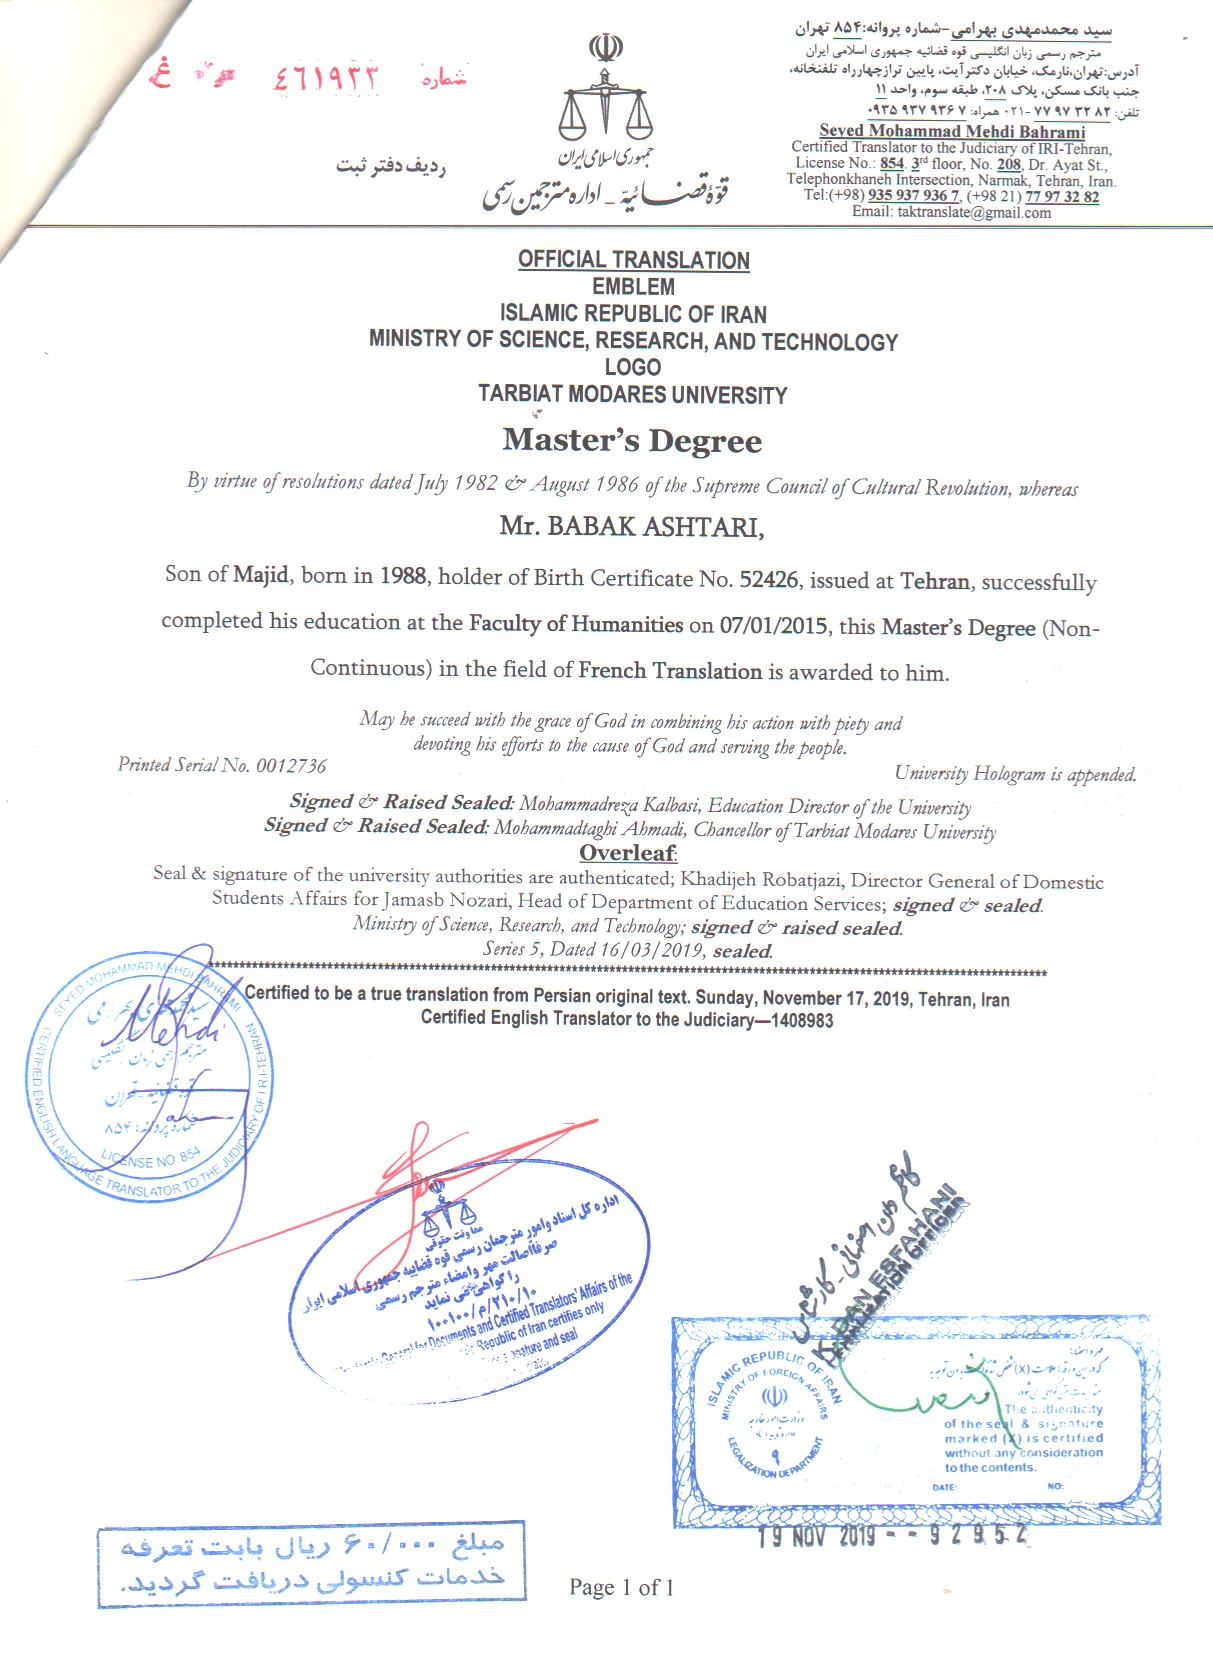 سید محمدمهدی بهرامی-شماره پروانه:۸۵۴ تهران
مترجم رسمی زبان انگلیسی قوه قضائیه جمهوری اسلامی ایران
آدرس:تهران،نارمک، خیابان دکترآیت، پایین ترازچهارراه تلفنخانه،
جنب بانک مسکن، پلاک ۲۰۸، طبقه سوم، واحد ۱۱
تلفن: ۸۲ ۳۲ ۹۷ ۷۷ -۰۲۱ همراه: ۷ ۹۳۶ ۹۳۷ ۰۹۳۵
Seyed Mohammad Mehdi Bahrami
Certified Translator to the Judiciary of IRI-Tehran,
License No.: 854. 3rd floor, No. 208, Dr. Ayat St.,
Telephonkhaneh Intersection, Narmak, Tehran, Iran.
Tel:(+98) 935 937 936 7, (+98 21) 77 97 32 82
Email: taktranslate@gmail.com
شماره ٤٦١٩٣٣ غ
جمهوری اسلامی ایران
ردیف دفتر ثبت
قوّهٔ قضائیّه - اداره مترجمین رسمی
OFFICIAL TRANSLATION
EMBLEM
ISLAMIC REPUBLIC OF IRAN
MINISTRY OF SCIENCE, RESEARCH, AND TECHNOLOGY
LOGO
TARBIAT MODARES UNIVERSITY
Master's Degree
By virtue of resolutions dated July 1982 & August 1986 of the Supreme Council of Cultural Revolution, whereas
Mr. BABAK ASHTARI,
Son of Majid, born in 1988, holder of Birth Certificate No. 52426, issued at Tehran, successfully
completed his education at the Faculty of Humanities on 07/01/2015, this Master's Degree (Non-
Continuous) in the field of French Translation is awarded to him.
May he succeed with the grace of God in combining his action with piety and
devoting his efforts to the cause of God and serving the people.
Printed Serial No. 0012736
University Hologram is appended.
Signed & Raised Sealed: Mohammadreza Kalbasi, Education Director of the University
Signed & Raised Sealed: Mohammadtaghi Ahmadi, Chancellor of Tarbiat Modares University
Overleaf:
Seal & signature of the university authorities are authenticated; Khadijeh Robatjazi, Director General of Domestic
Students Affairs for Jamasb Nozari, Head of Department of Education Services; signed & sealed.
Ministry of Science, Research, and Technology; signed & raised sealed.
Series 5, Dated 16/03/2019, sealed.
Certified to be a true translation from Persian original text. Sunday, November 17, 2019, Tehran, Iran
Certified English Translator to the Judiciary—1408983
SEYED MOHAMMAD MEHDI BAHRAMI
CERTIFIED ENGLISH LANGUAGE TRANSLATOR TO THE JUDICIARY OF I.R.I-TEHRAN
مترجم رسمی زبان انگلیسی
قوه قضائیه - تهران
شماره پروانه: ۸۵۴
LICENSE NO. 854
Mehdi
معاونت حقوقی
اداره کل اسناد و امور مترجمان رسمی قوه قضاییه جمهوری اسلامی ایران
صرفاً اصالت مهر و امضاء مترجم رسمی
را گواهی می نماید
۱۰۰۱۰۰/م/۲۱۰/۱۰
General for Documents and Certified Translators' Affairs of the
Republic of Iran certifies only
signature and seal
ESFAHANI
LEGALIZATION OFFICER
ISLAMIC REPUBLIC OF IRAN
MINISTRY OF FOREIGN AFFAIRS
وزارت امور خارجه
۹
LEGALIZATION DEPARTMENT
The authenticity
of the seal & signature
marked (X) is certified
without any consideration
to the contents.
DATE: NO:
19 NOV 2019 - - 9 2 9 5 2
مبلغ ۶۰/۰۰۰ ریال بابت تعرفه
خدمات کنسولی دریافت گردید.
Page 1 of 1